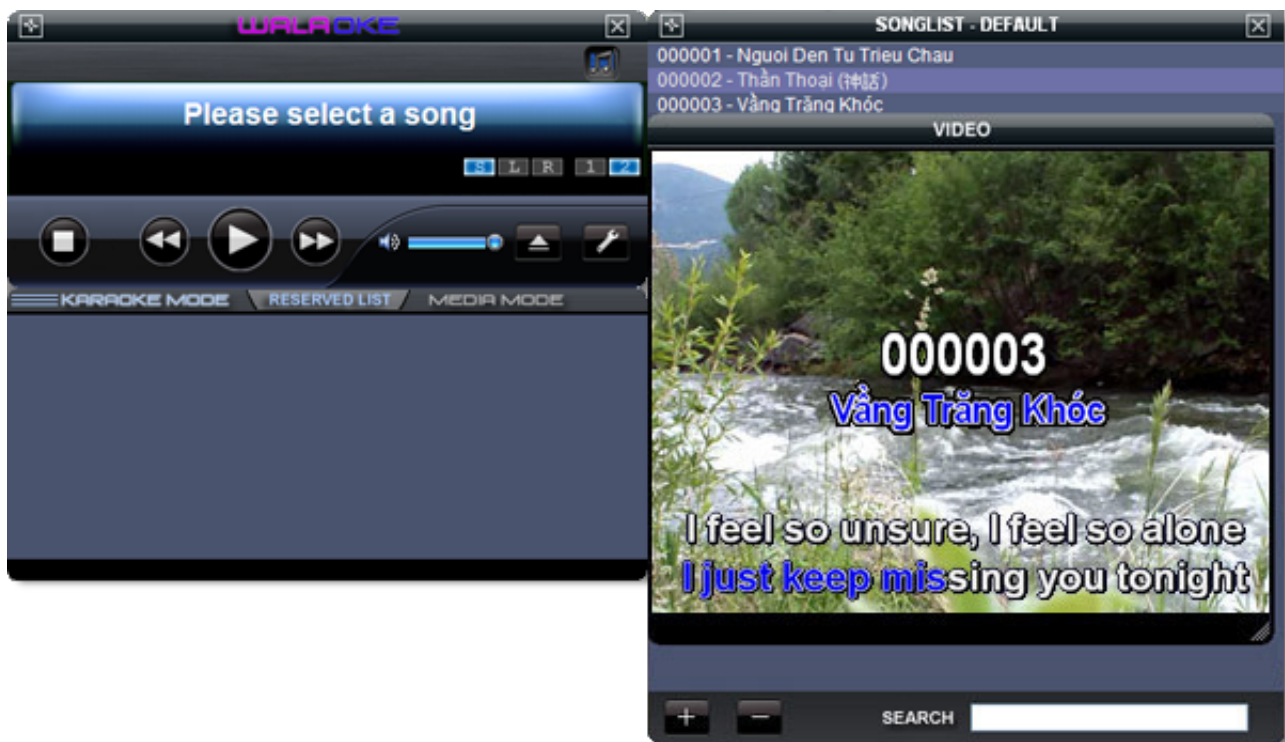 WALAOKE
Please select a song
S L R 1 2
KARAOKE MODE
RESERVED LIST
MEDIA MODE
SONGLIST - DEFAULT
000001 - Nguoi Den Tu Trieu Chau
000002 - Thần Thoại (神話)
000003 - Vầng Trăng Khóc
VIDEO
000003
Vầng Trăng Khóc
I feel so unsure, I feel so alone
I just keep missing you tonight
SEARCH